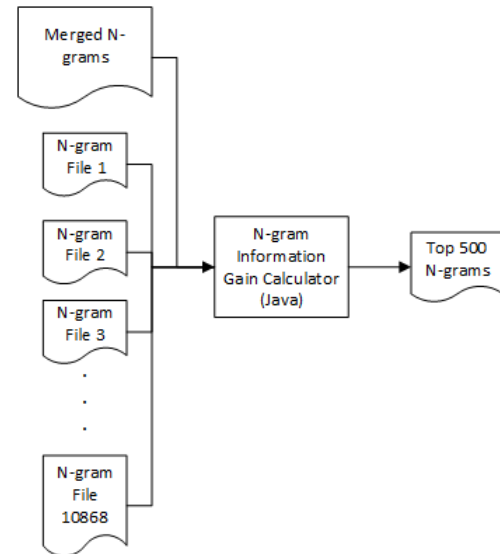 Merged N-
grams
N-gram
File 1
N-gram
File 2
N-gram
File 3
.
.
.
N-gram
File
10868
N-gram
Information
Gain Calculator
(Java)
Top 500
N-grams